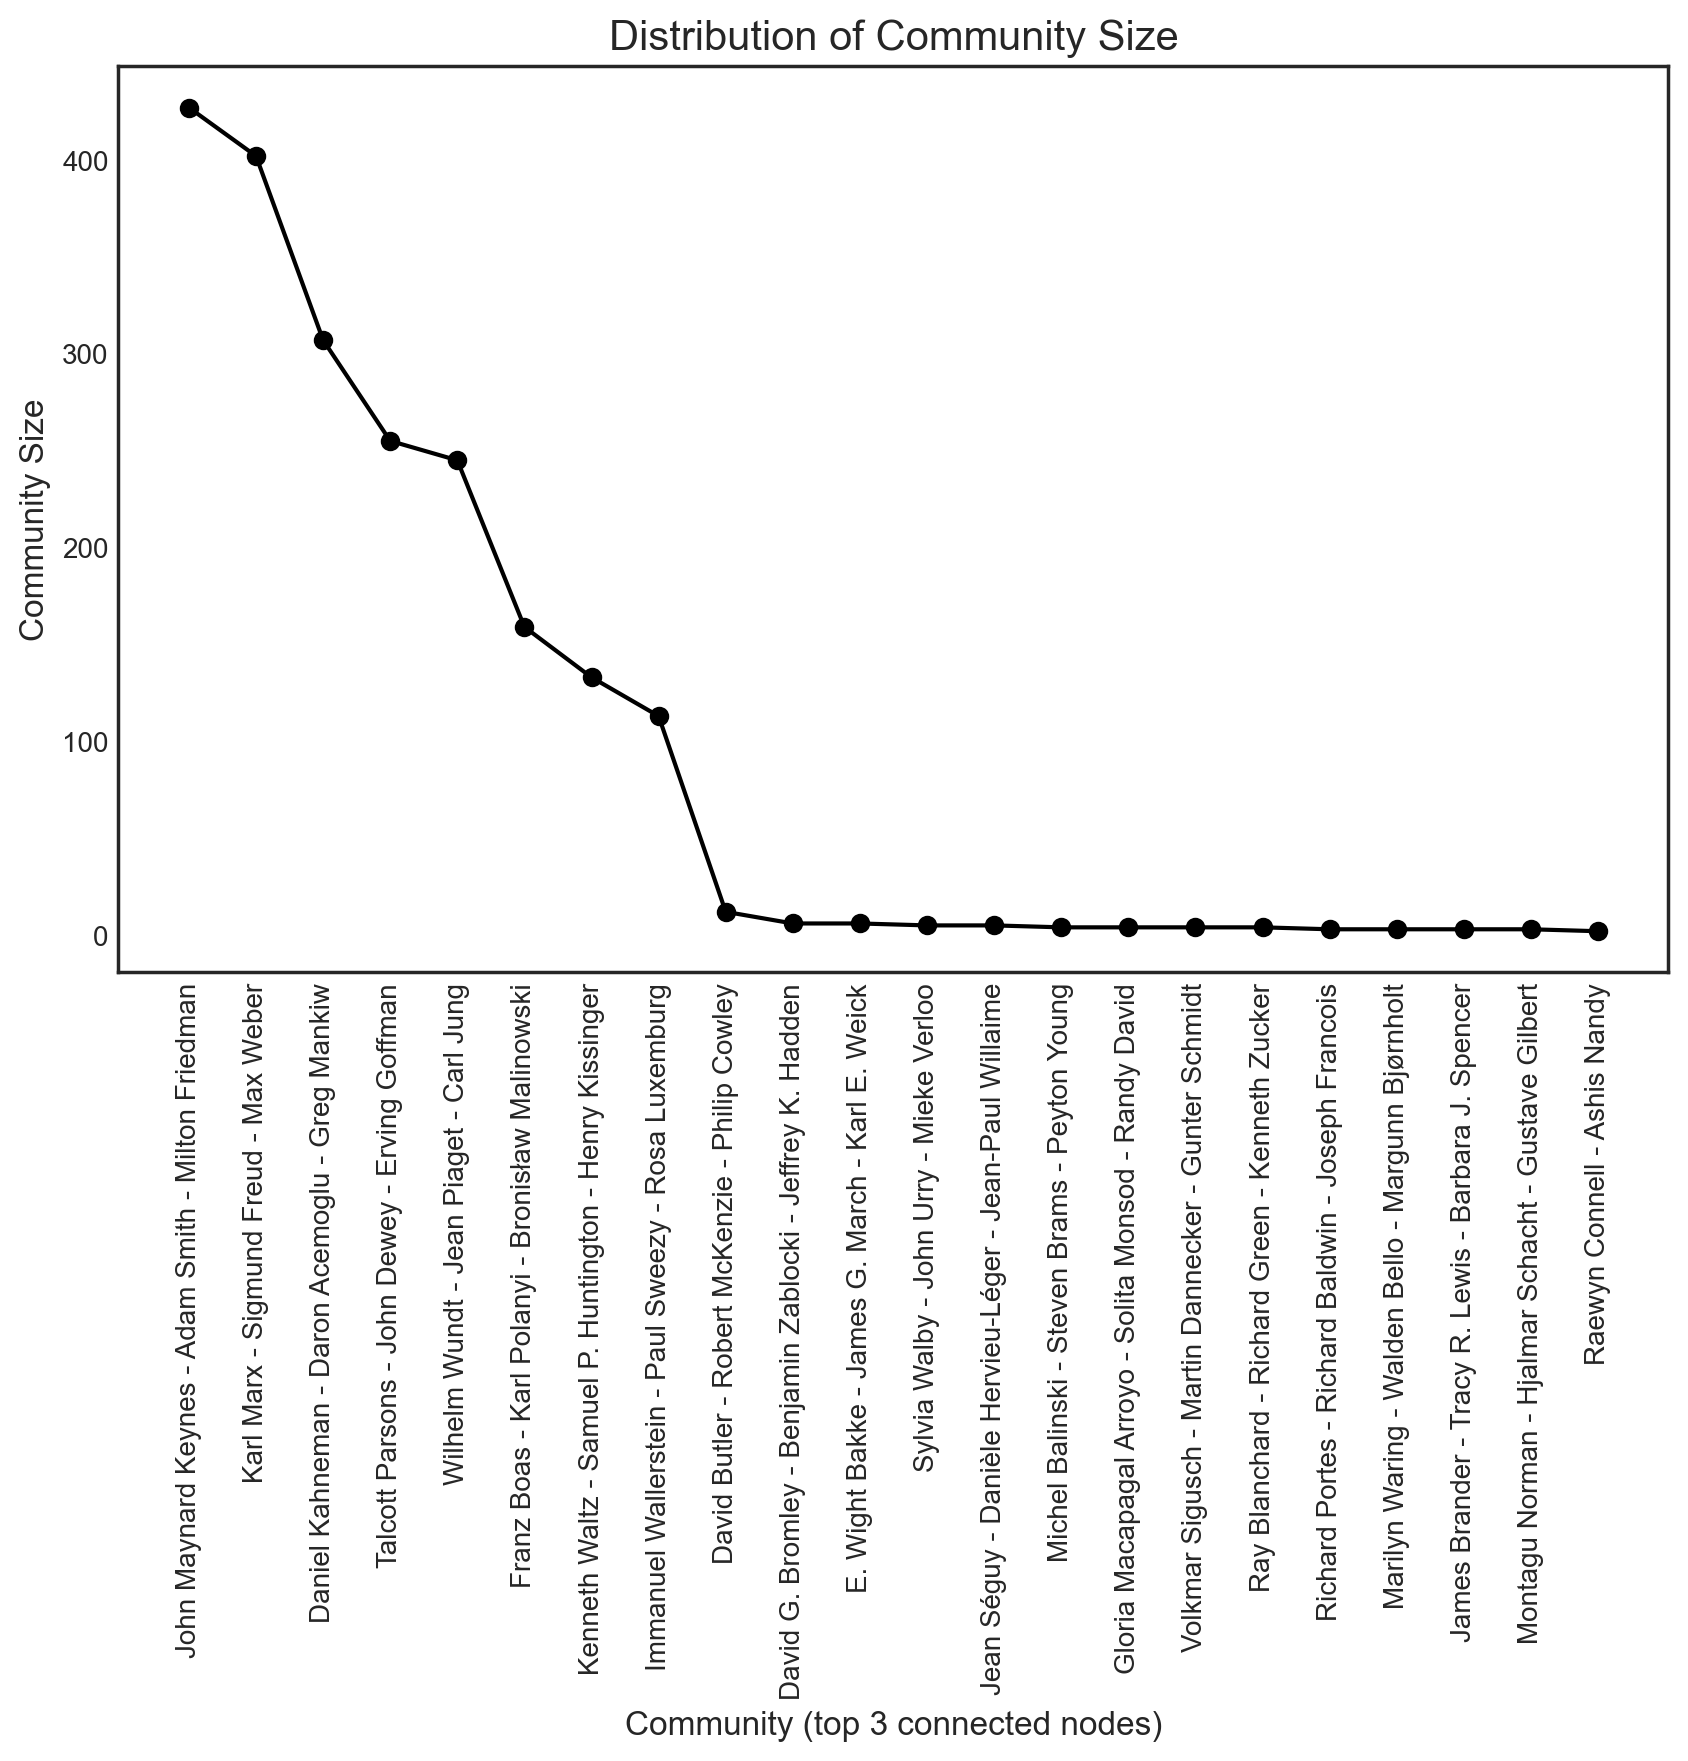 Distribution of Community Size
Community Size
400
300
200
100
0
John Maynard Keynes - Adam Smith - Milton Friedman
Karl Marx - Sigmund Freud - Max Weber
Daniel Kahneman - Daron Acemoglu - Greg Mankiw
Talcott Parsons - John Dewey - Erving Goffman
Wilhelm Wundt - Jean Piaget - Carl Jung
Franz Boas - Karl Polanyi - Bronisław Malinowski
Kenneth Waltz - Samuel P. Huntington - Henry Kissinger
Immanuel Wallerstein - Paul Sweezy - Rosa Luxemburg
David Butler - Robert McKenzie - Philip Cowley
David G. Bromley - Benjamin Zablocki - Jeffrey K. Hadden
E. Wight Bakke - James G. March - Karl E. Weick
Sylvia Walby - John Urry - Mieke Verloo
Jean Séguy - Danièle Hervieu-Léger - Jean-Paul Willaime
Michel Balinski - Steven Brams - Peyton Young
Gloria Macapagal Arroyo - Solita Monsod - Randy David
Volkmar Sigusch - Martin Dannecker - Gunter Schmidt
Ray Blanchard - Richard Green - Kenneth Zucker
Richard Portes - Richard Baldwin - Joseph Francois
Marilyn Waring - Walden Bello - Margunn Bjørnholt
James Brander - Tracy R. Lewis - Barbara J. Spencer
Montagu Norman - Hjalmar Schacht - Gustave Gilbert
Raewyn Connell - Ashis Nandy
Community (top 3 connected nodes)